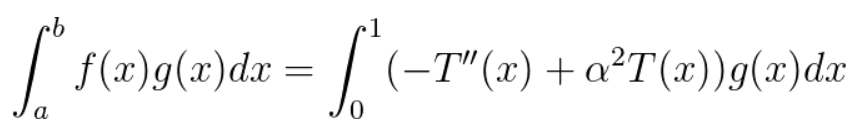 ∫_a^b f(x)g(x)dx = ∫_0^1 (−T″(x) + α²T(x))g(x)dx